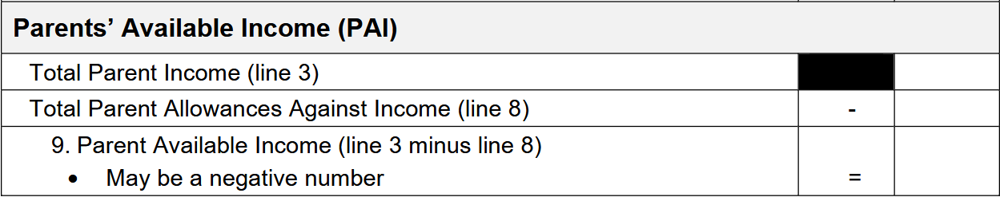 Parents’ Available Income (PAI)
Total Parent Income (line 3)
Total Parent Allowances Against Income (line 8) -
9. Parent Available Income (line 3 minus line 8)
• May be a negative number =